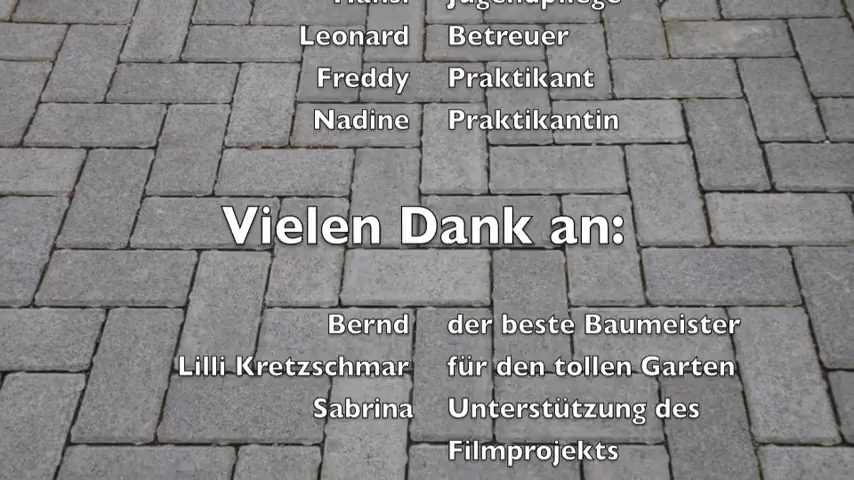 Leonard Betreuer
Freddy Praktikant
Nadine Praktikantin
Vielen Dank an:
Bernd der beste Baumeister
Lilli Kretzschmar für den tollen Garten
Sabrina Unterstützung des
Filmprojekts